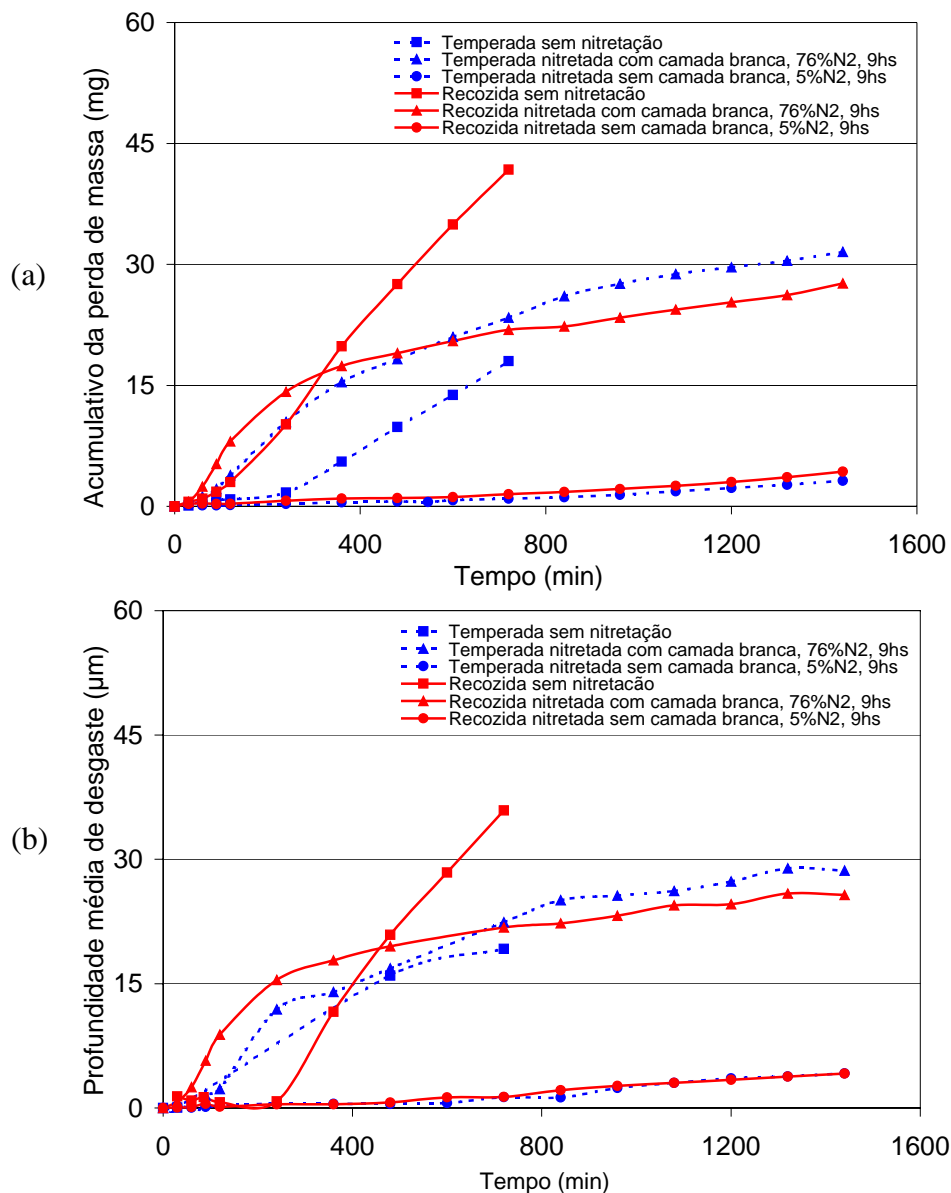 60
45
30
15
0
0
400
800
1200
1600
Tempo (min)
Acumulativo da perda de massa (mg)
(a)
Temperada sem nitretação
Temperada nitretada com camada branca, 76%N2, 9hs
Temperada nitretada sem camada branca, 5%N2, 9hs
Recozida sem nitretacão
Recozida nitretada com camada branca, 76%N2, 9hs
Recozida nitretada sem camada branca, 5%N2, 9hs
60
45
30
15
0
0
400
800
1200
1600
Tempo (min)
Profundidade média de desgaste (µm)
(b)
Temperada sem nitretação
Temperada nitretada com camada branca, 76%N2, 9hs
Temperada nitretada sem camada branca, 5%N2, 9hs
Recozida sem nitretacão
Recozida nitretada com camada branca, 76%N2, 9hs
Recozida nitretada sem camada branca, 5%N2, 9hs